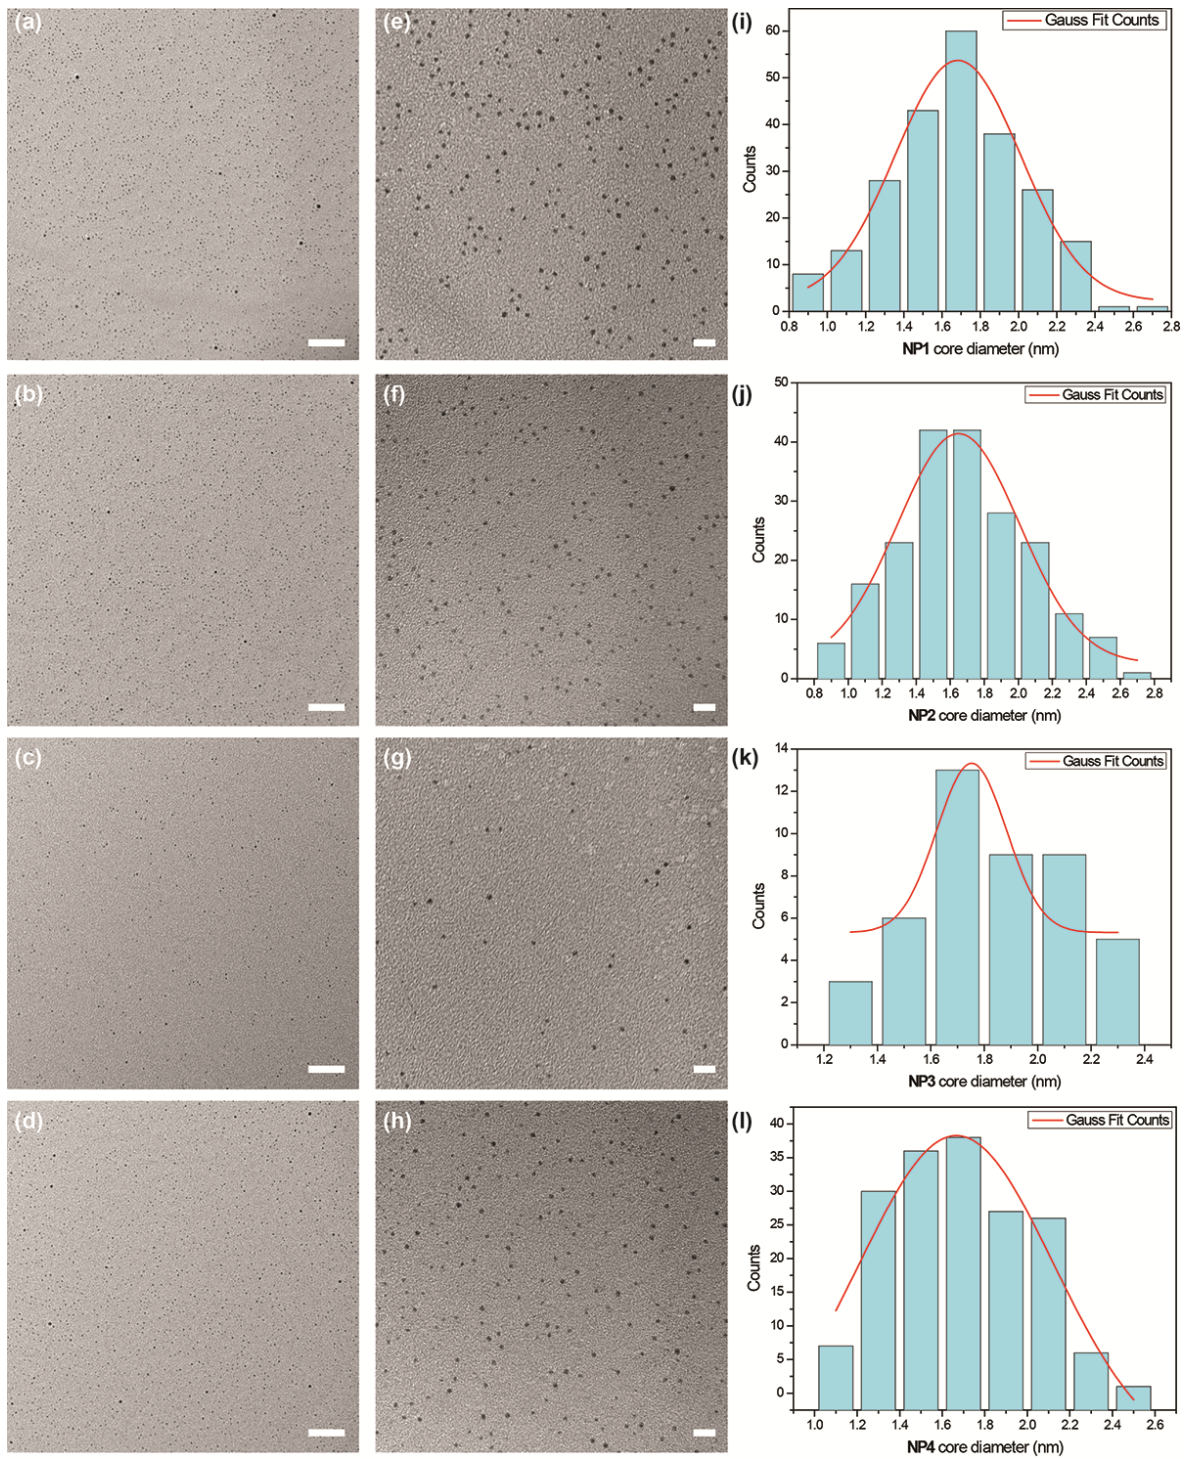 (a)
(e)
(i)
Gauss Fit Counts
60
50
40
30
20
10
0
Counts
0.8 1.0 1.2 1.4 1.6 1.8 2.0 2.2 2.4 2.6 2.8
NP1 core diameter (nm)
(b)
(f)
(j)
Gauss Fit Counts
50
40
30
20
10
0
Counts
0.8 1.0 1.2 1.4 1.6 1.8 2.0 2.2 2.4 2.6 2.8
NP2 core diameter (nm)
(c)
(g)
(k)
Gauss Fit Counts
14
12
10
8
6
4
2
0
Counts
1.2 1.4 1.6 1.8 2.0 2.2 2.4
NP3 core diameter (nm)
(d)
(h)
(l)
Gauss Fit Counts
40
35
30
25
20
15
10
5
0
Counts
1.0 1.2 1.4 1.6 1.8 2.0 2.2 2.4 2.6
NP4 core diameter (nm)